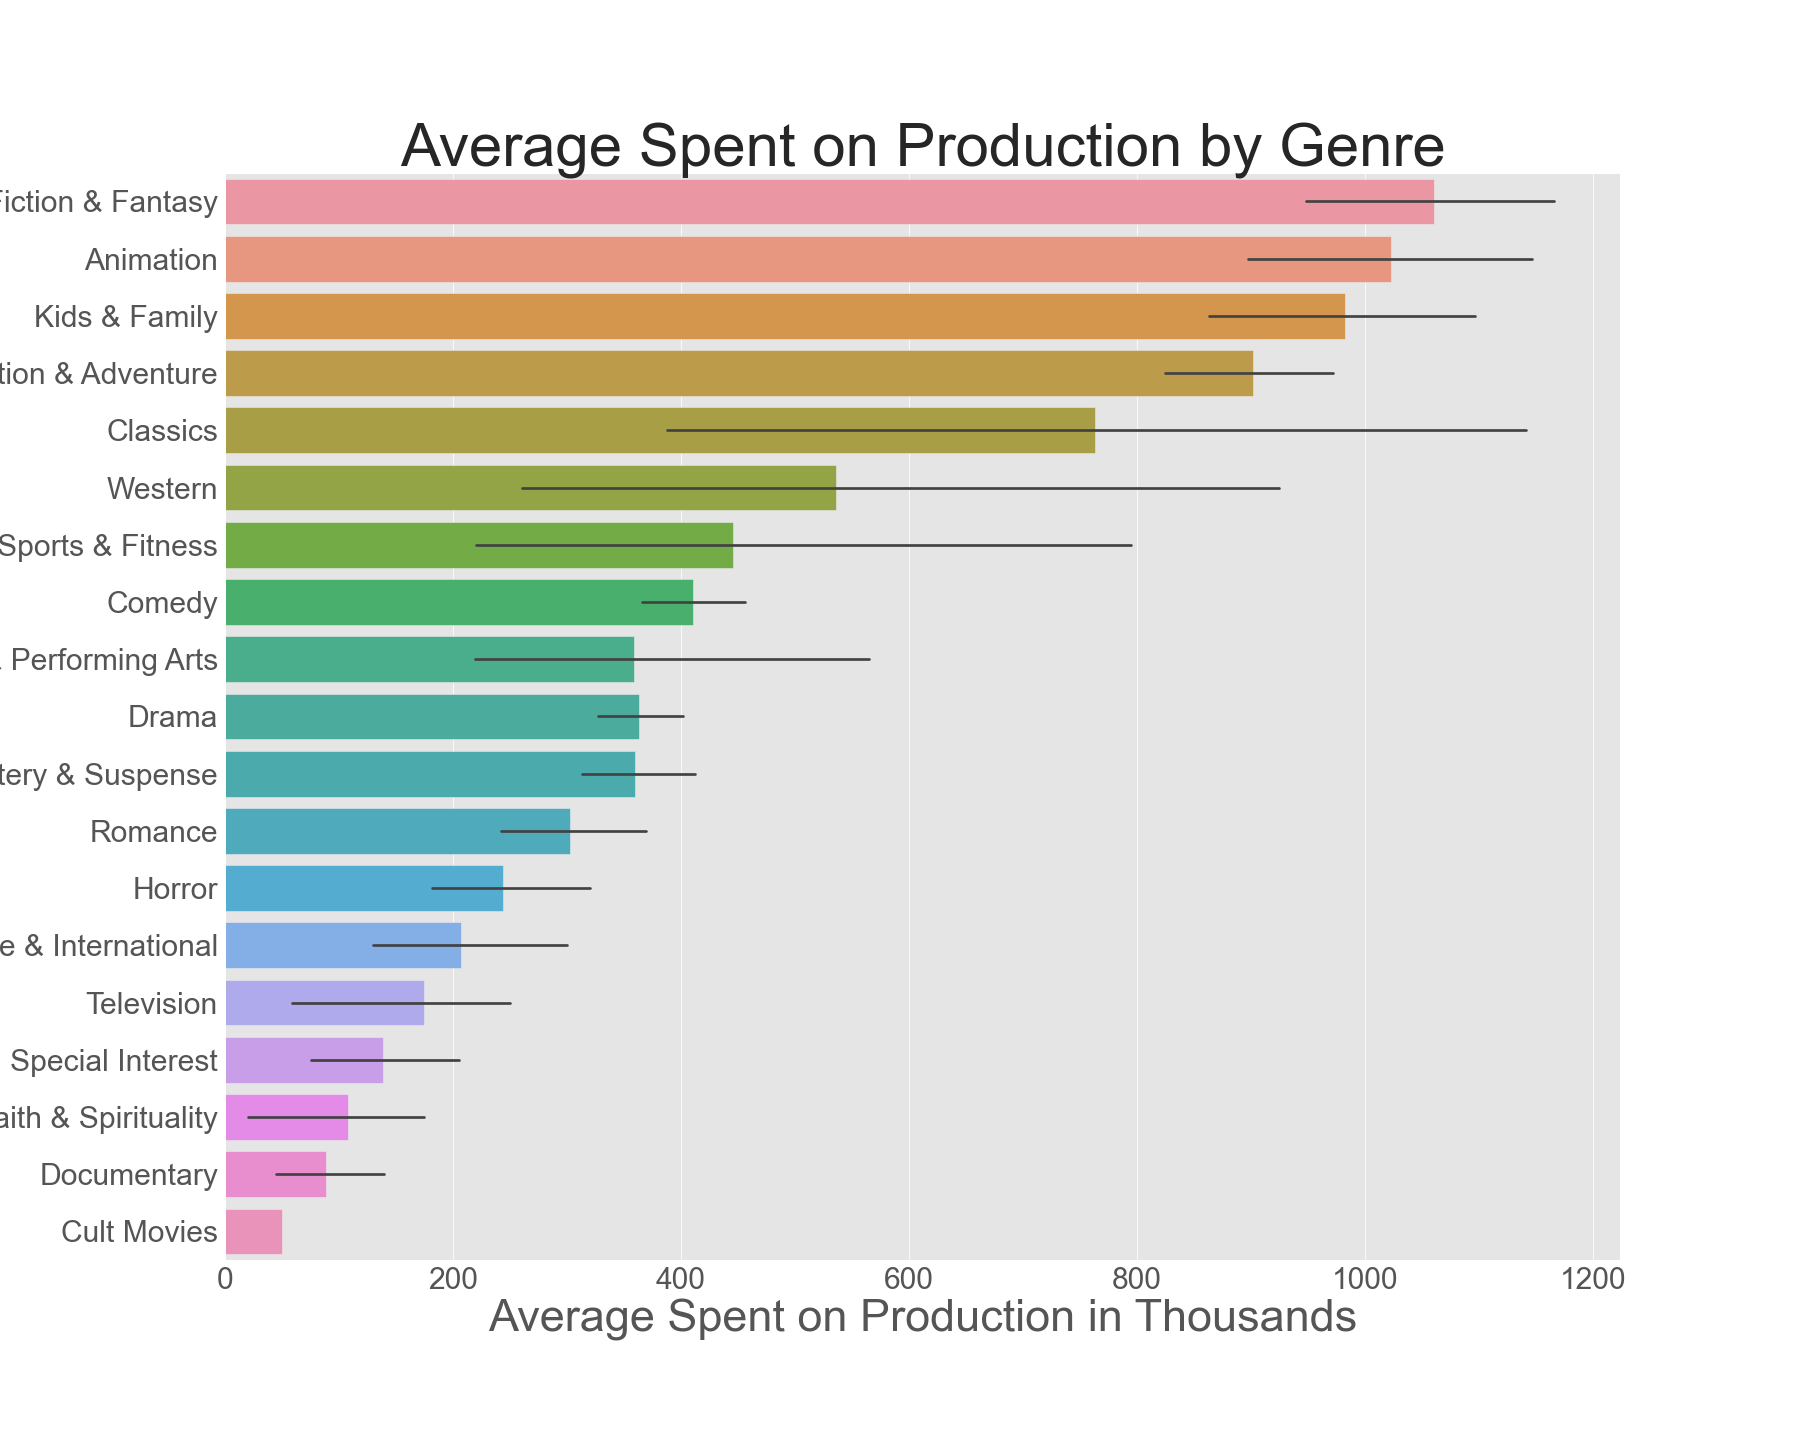 Average Spent on Production by Genre
Fiction & Fantasy
Animation
Kids & Family
tion & Adventure
Classics
Western
Sports & Fitness
Comedy
Performing Arts
Drama
tery & Suspense
Romance
Horror
e & International
Television
Special Interest
aith & Spirituality
Documentary
Cult Movies
0 200 400 600 800 1000 1200
Average Spent on Production in Thousands